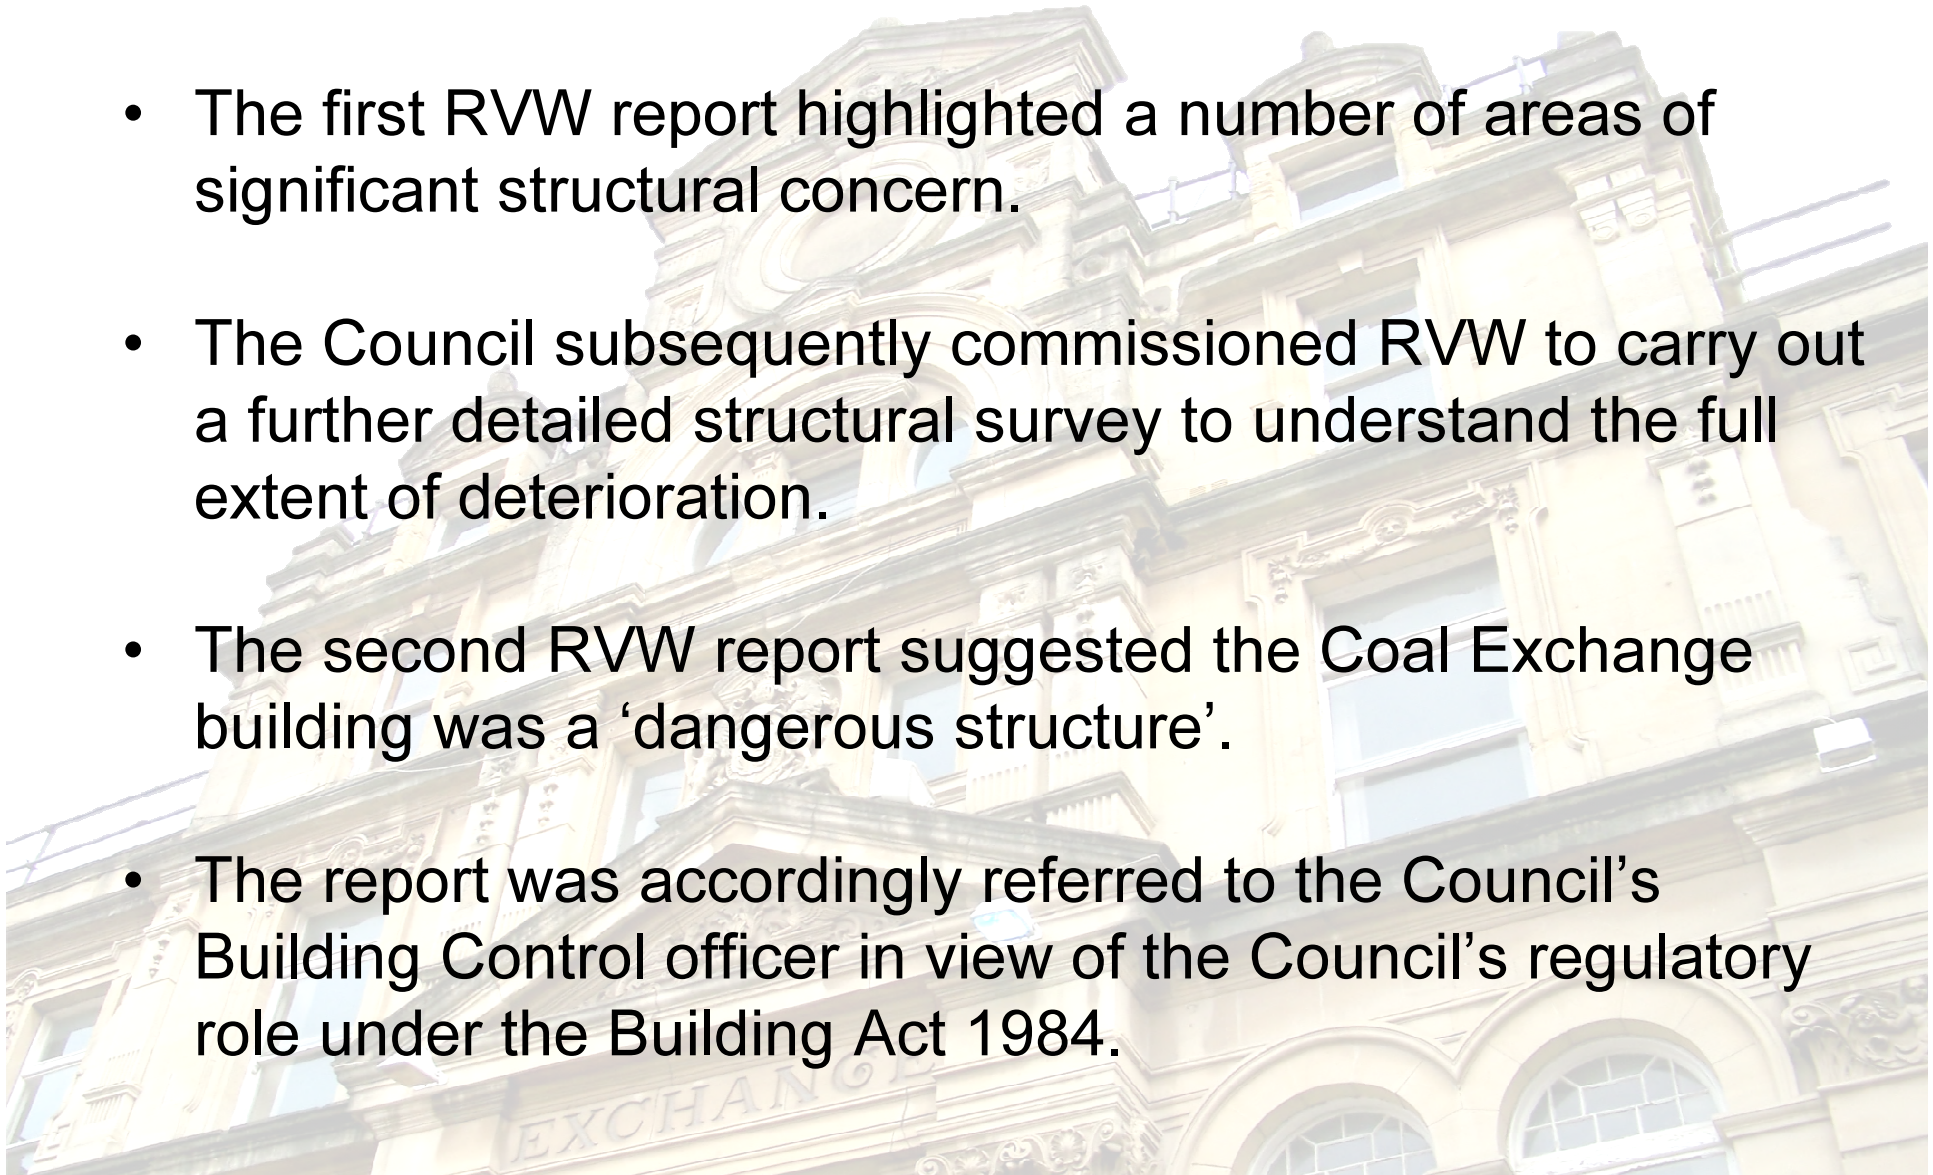 • The first RVW report highlighted a number of areas of
significant structural concern.
• The Council subsequently commissioned RVW to carry out
a further detailed structural survey to understand the full
extent of deterioration.
• The second RVW report suggested the Coal Exchange
building was a ‘dangerous structure’.
• The report was accordingly referred to the Council’s
Building Control officer in view of the Council’s regulatory
role under the Building Act 1984.
EXCHANGE